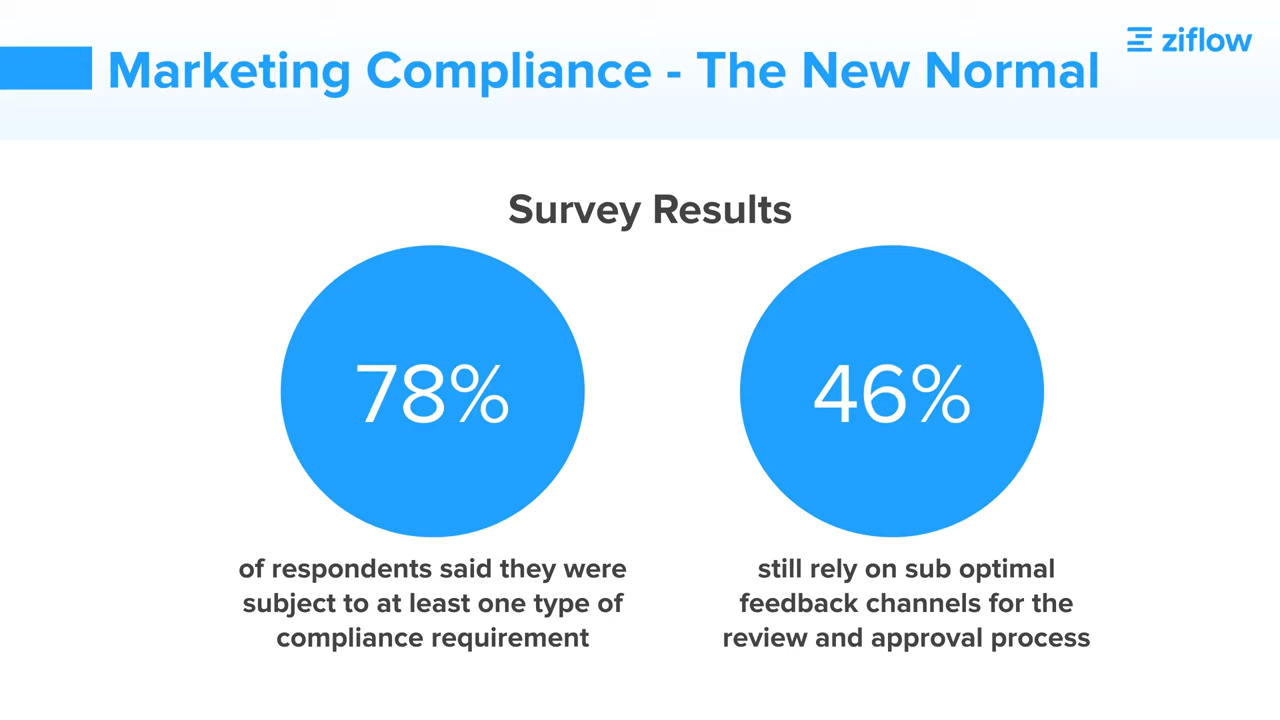 Marketing Compliance - The New Normal
ziflow
Survey Results
78%
of respondents said they were
subject to at least one type of
compliance requirement
46%
still rely on sub optimal
feedback channels for the
review and approval process